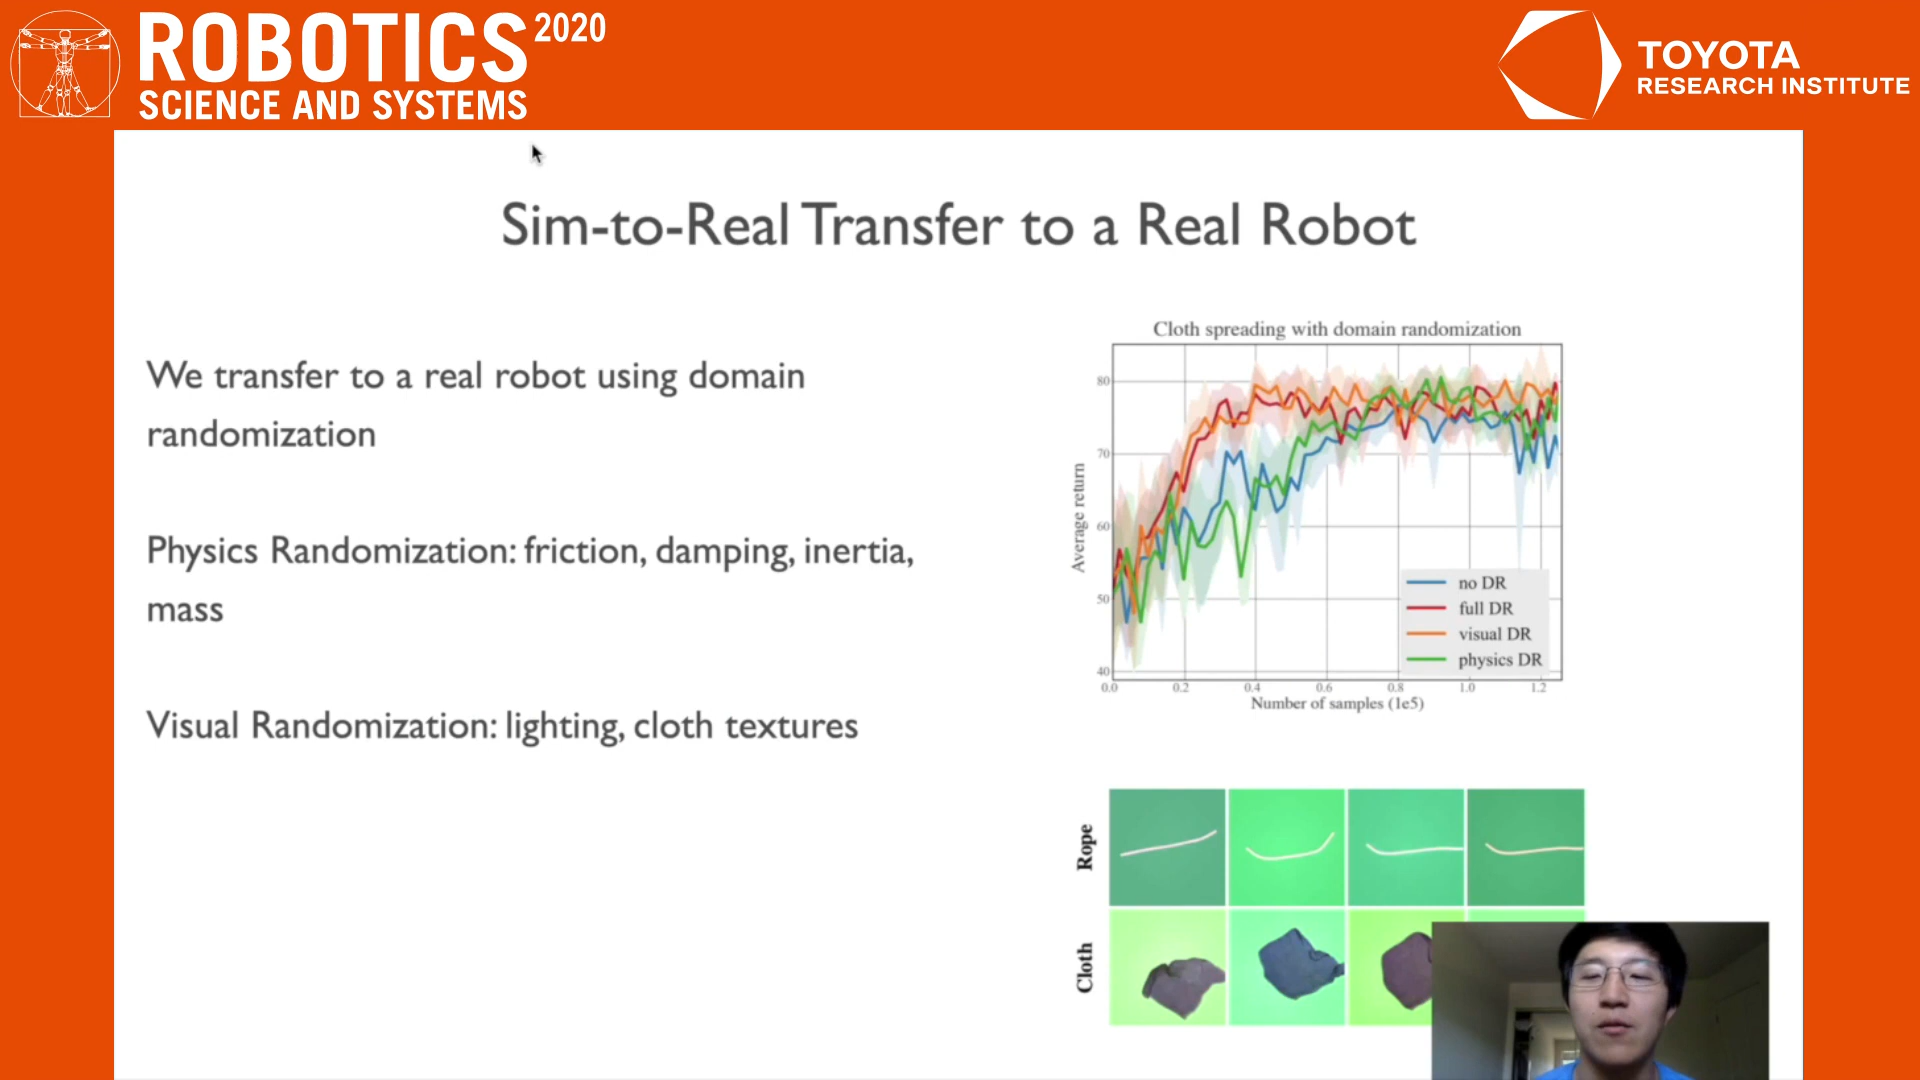 ROBOTICS 2020
SCIENCE AND SYSTEMS
TOYOTA
RESEARCH INSTITUTE
Sim-to-Real Transfer to a Real Robot
We transfer to a real robot using domain
randomization
Physics Randomization: friction, damping, inertia,
mass
Visual Randomization: lighting, cloth textures
Cloth spreading with domain randomization
Average return
80
70
60
50
40
no DR
full DR
visual DR
physics DR
0.0 0.2 0.4 0.6 0.8 1.0 1.2
Number of samples (1e5)
Rope
Cloth